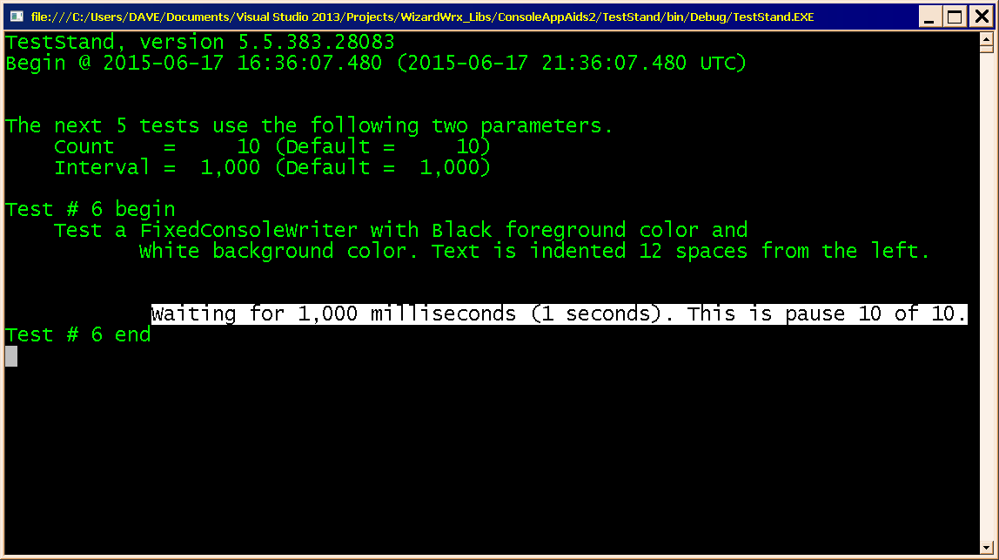 file:///C:/Users/DAVE/Documents/Visual Studio 2013/Projects/WizardWrx_Libs/ConsoleAppAids2/TestStand/bin/Debug/TestStand.EXE
TestStand, version 5.5.383.28083
Begin @ 2015-06-17 16:36:07.480 (2015-06-17 21:36:07.480 UTC)
The next 5 tests use the following two parameters.
    Count    =     10 (Default =     10)
    Interval =  1,000 (Default =  1,000)
Test # 6 begin
    Test a FixedConsoleWriter with Black foreground color and
           White background color. Text is indented 12 spaces from the left.
            Waiting for 1,000 milliseconds (1 seconds). This is pause 10 of 10.
Test # 6 end